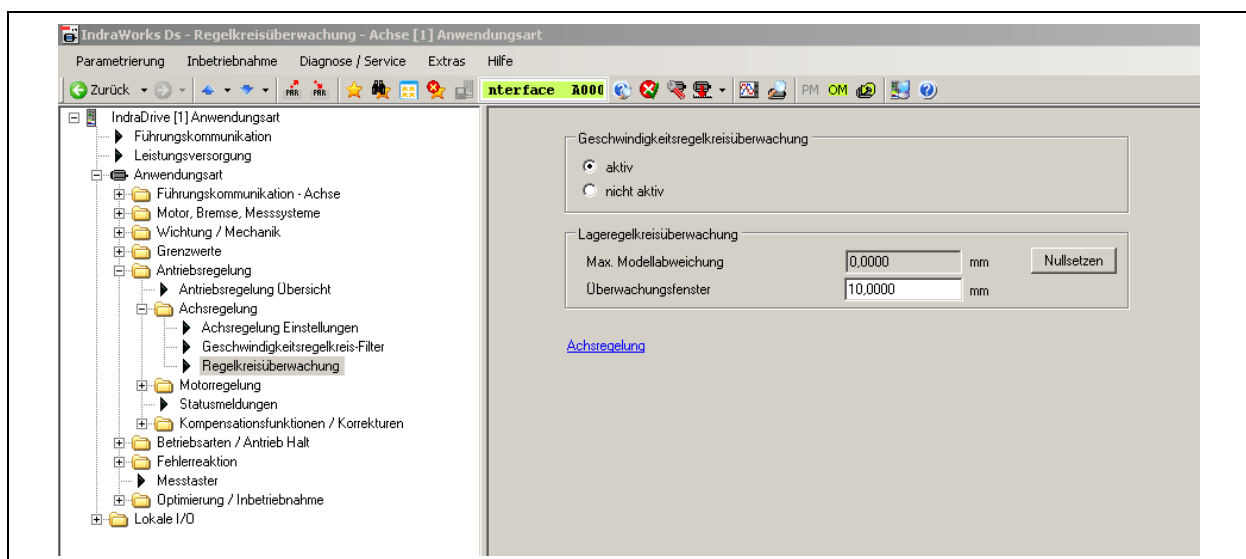 IndraWorks Ds - Regelkreisüberwachung - Achse [1] Anwendungsart
Parametrierung Inbetriebnahme Diagnose / Service Extras Hilfe
Zurück PAR PAR nterface A000 PM OM
IndraDrive [1] Anwendungsart
Führungskommunikation
Leistungsversorgung
Anwendungsart
Führungskommunikation - Achse
Motor, Bremse, Messsysteme
Wichtung / Mechanik
Grenzwerte
Antriebsregelung
Antriebsregelung Übersicht
Achsregelung
Achsregelung Einstellungen
Geschwindigkeitsregelkreis-Filter
Regelkreisüberwachung
Motorregelung
Statusmeldungen
Kompensationsfunktionen / Korrekturen
Betriebsarten / Antrieb Halt
Fehlerreaktion
Messtaster
Optimierung / Inbetriebnahme
Lokale I/O
Geschwindigkeitsregelkreisüberwachung
aktiv
nicht aktiv
Lageregelkreisüberwachung
Max. Modellabweichung 0,0000 mm Nullsetzen
Überwachungsfenster 10,0000 mm
Achsregelung